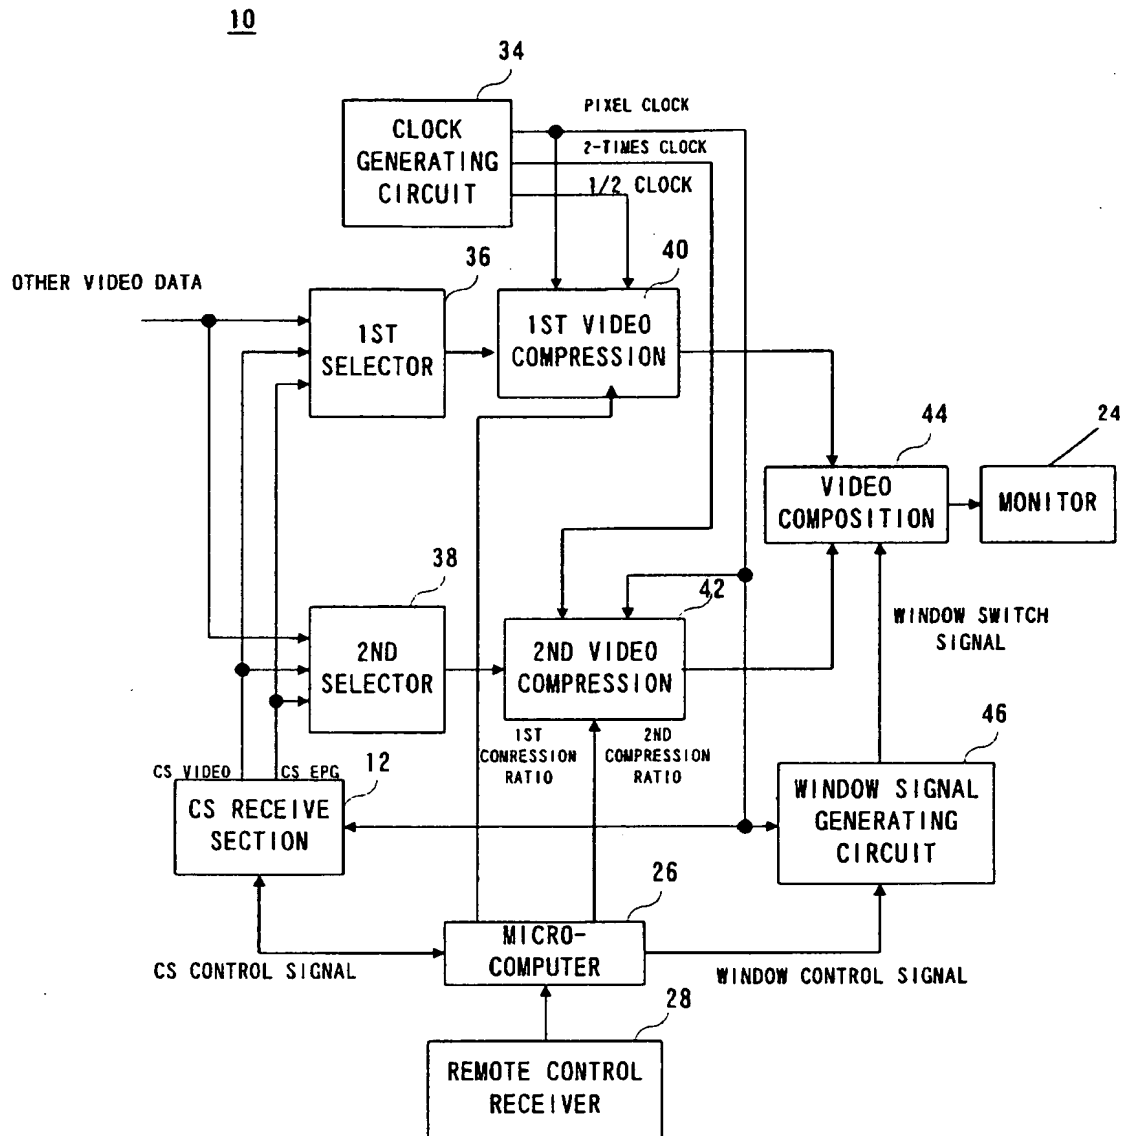 10
34
CLOCK
GENERATING
CIRCUIT
PIXEL CLOCK
2-TIMES CLOCK
1/2 CLOCK
OTHER VIDEO DATA
36
1ST
SELECTOR
40
1ST VIDEO
COMPRESSION
44
VIDEO
COMPOSITION
24
MONITOR
38
2ND
SELECTOR
42
2ND VIDEO
COMPRESSION
WINDOW SWITCH
SIGNAL
1ST
COMRESSION
RATIO
2ND
COMPRESSION
RATIO
46
WINDOW SIGNAL
GENERATING
CIRCUIT
CS VIDEO
CS EPG
12
CS RECEIVE
SECTION
26
MICRO-
COMPUTER
CS CONTROL SIGNAL
WINDOW CONTROL SIGNAL
28
REMOTE CONTROL
RECEIVER